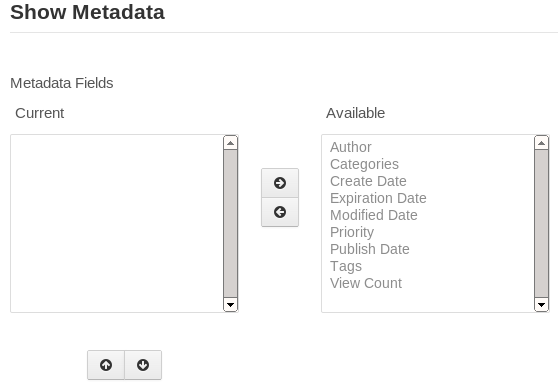 Show Metadata
Metadata Fields
Current
Available
Author
Categories
Create Date
Expiration Date
Modified Date
Priority
Publish Date
Tags
View Count